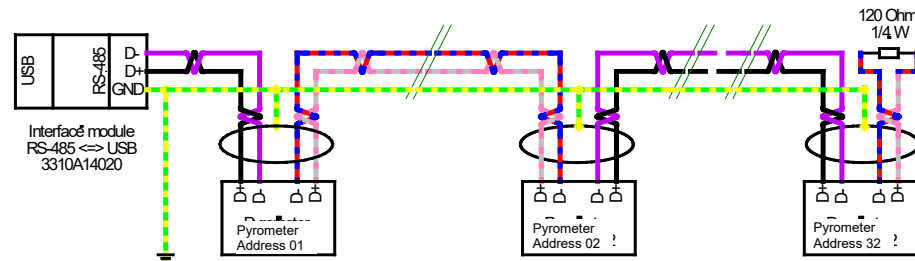 120 Ohm
1/4 W
USB
RS-485
D-
D+
GND
Interface module
RS-485 <=> USB
3310A14020
D+
D-
D-
D+
D+
D-
D+
D-
D+
D-
D-
D+
Pyrometer
Address 01
Pyrometer
Address 02
Pyrometer
Address 32